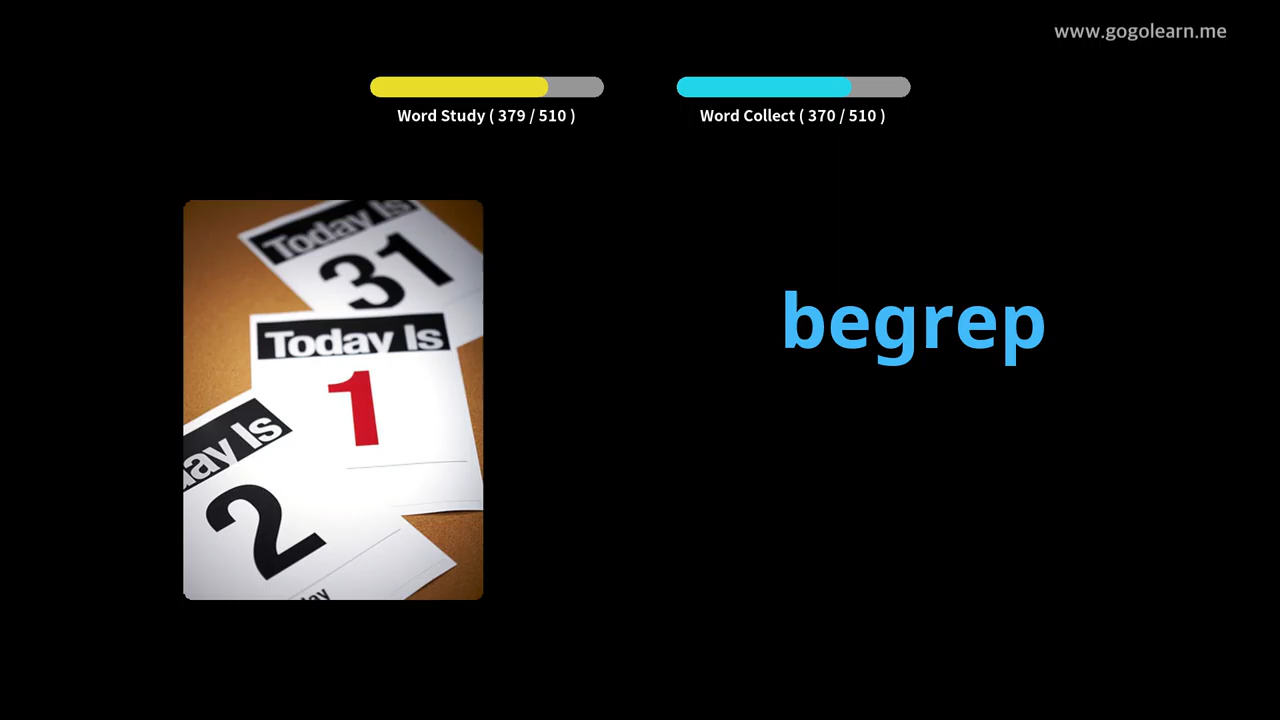 www.gogolearn.me
Word Study ( 379 / 510 )
Word Collect ( 370 / 510 )
Today Is
31
Today Is
1
begrep
ay Is
2
ay